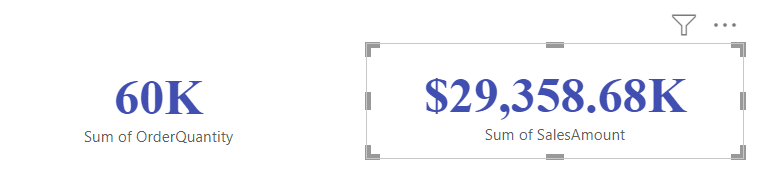 60K
Sum of OrderQuantity
$29,358.68K
Sum of SalesAmount